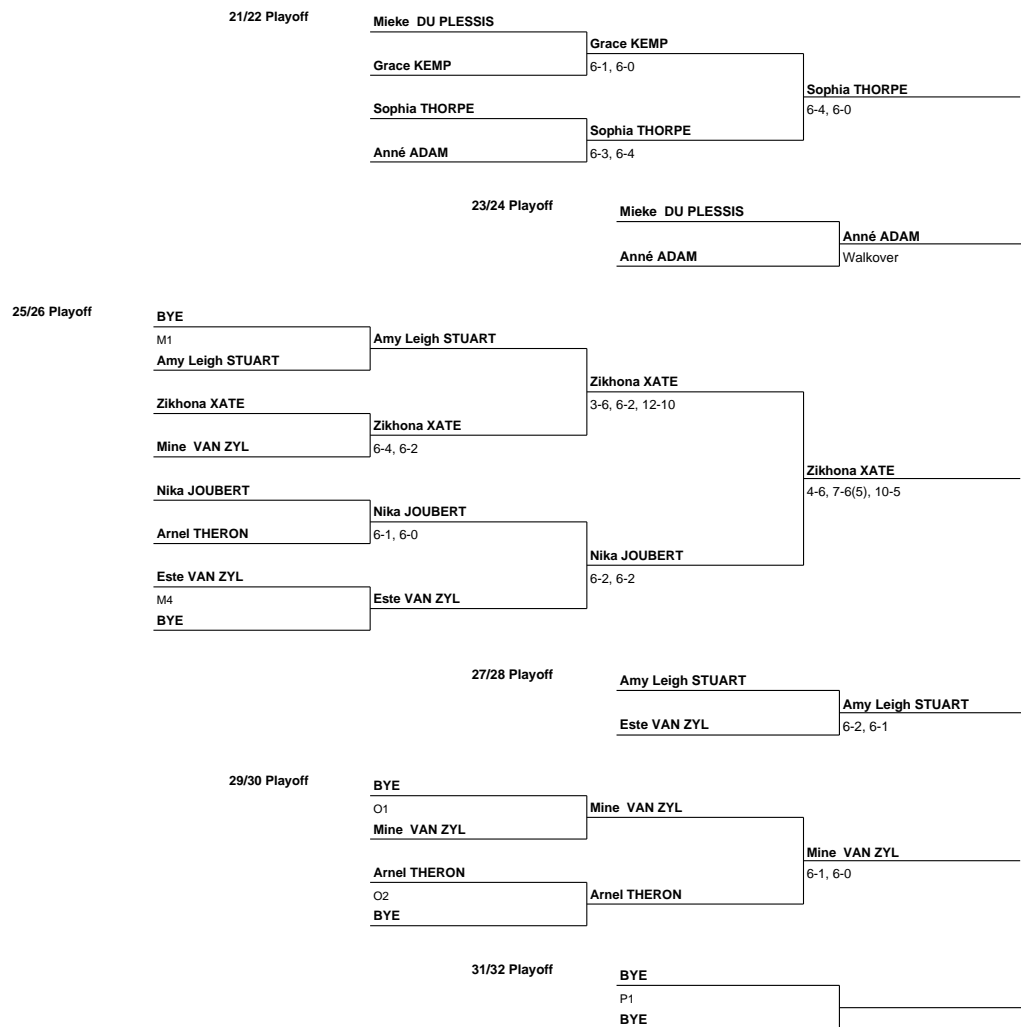 21/22 Playoff
Mieke DU PLESSIS
Grace KEMP
Grace KEMP
6-1, 6-0
Sophia THORPE
Sophia THORPE
6-4, 6-0
Sophia THORPE
Anné ADAM
6-3, 6-4
23/24 Playoff
Mieke DU PLESSIS
Anné ADAM
Anné ADAM
Walkover
25/26 Playoff
BYE
M1
Amy Leigh STUART
Amy Leigh STUART
Zikhona XATE
3-6, 6-2, 12-10
Zikhona XATE
Zikhona XATE
Mine VAN ZYL
6-4, 6-2
Zikhona XATE
4-6, 7-6(5), 10-5
Nika JOUBERT
Nika JOUBERT
Arnel THERON
6-1, 6-0
Nika JOUBERT
6-2, 6-2
Este VAN ZYL
M4
Este VAN ZYL
BYE
27/28 Playoff
Amy Leigh STUART
Amy Leigh STUART
Este VAN ZYL
6-2, 6-1
29/30 Playoff
BYE
O1
Mine VAN ZYL
Mine VAN ZYL
Mine VAN ZYL
6-1, 6-0
Arnel THERON
O2
Arnel THERON
BYE
31/32 Playoff
BYE
P1
BYE